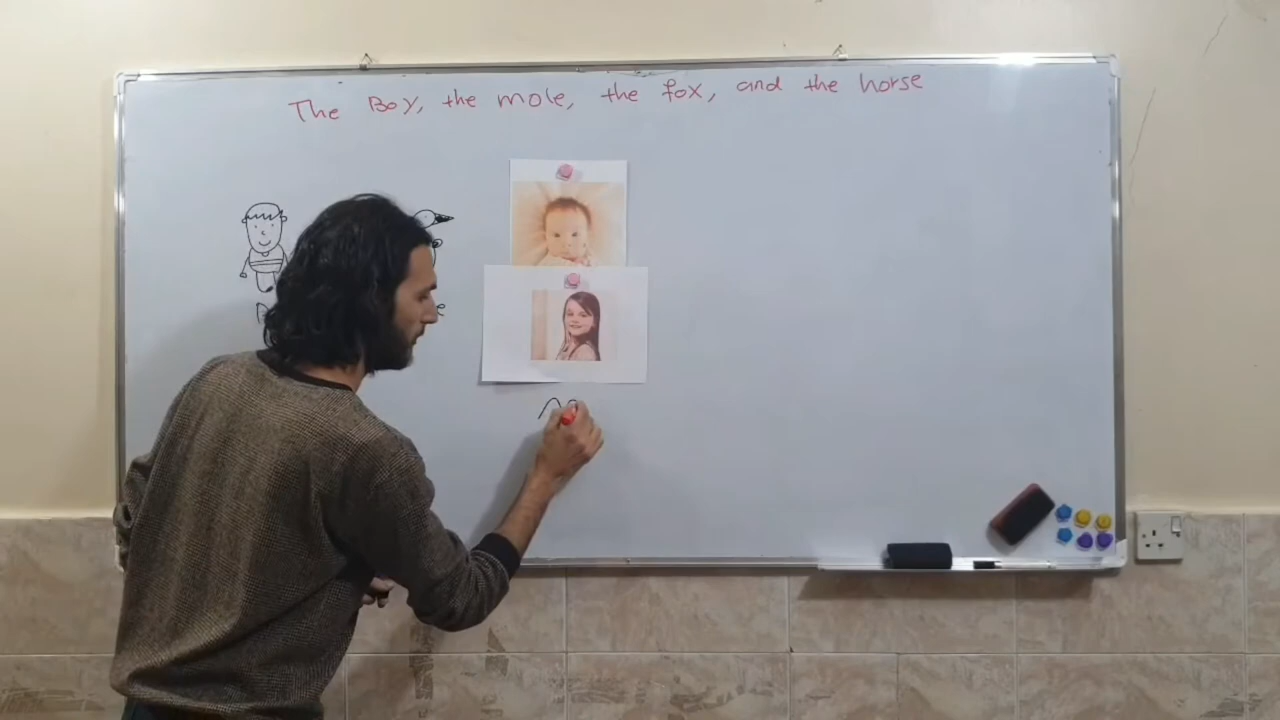 The Boy, the mole, the fox, and the horse